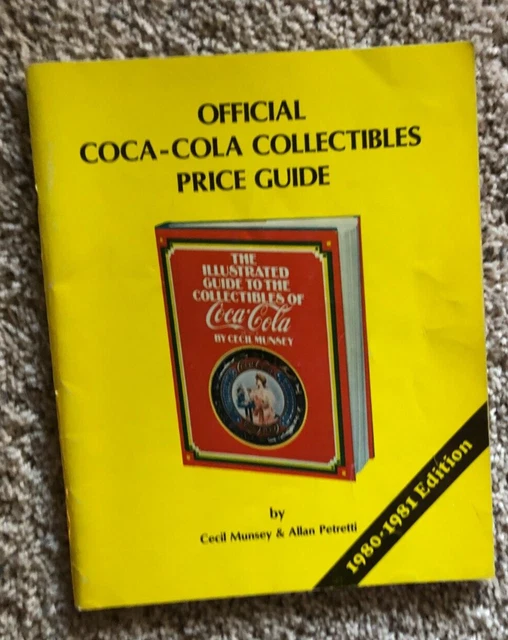 OFFICIAL
COCA-COLA COLLECTIBLES
PRICE GUIDE
THE
ILLUSTRATED
GUIDE TO THE
COLLECTIBLES OF
Coca-Cola
BY CECIL MUNSEY
by
Cecil Munsey & Allan Petretti
1980-1981 Edition